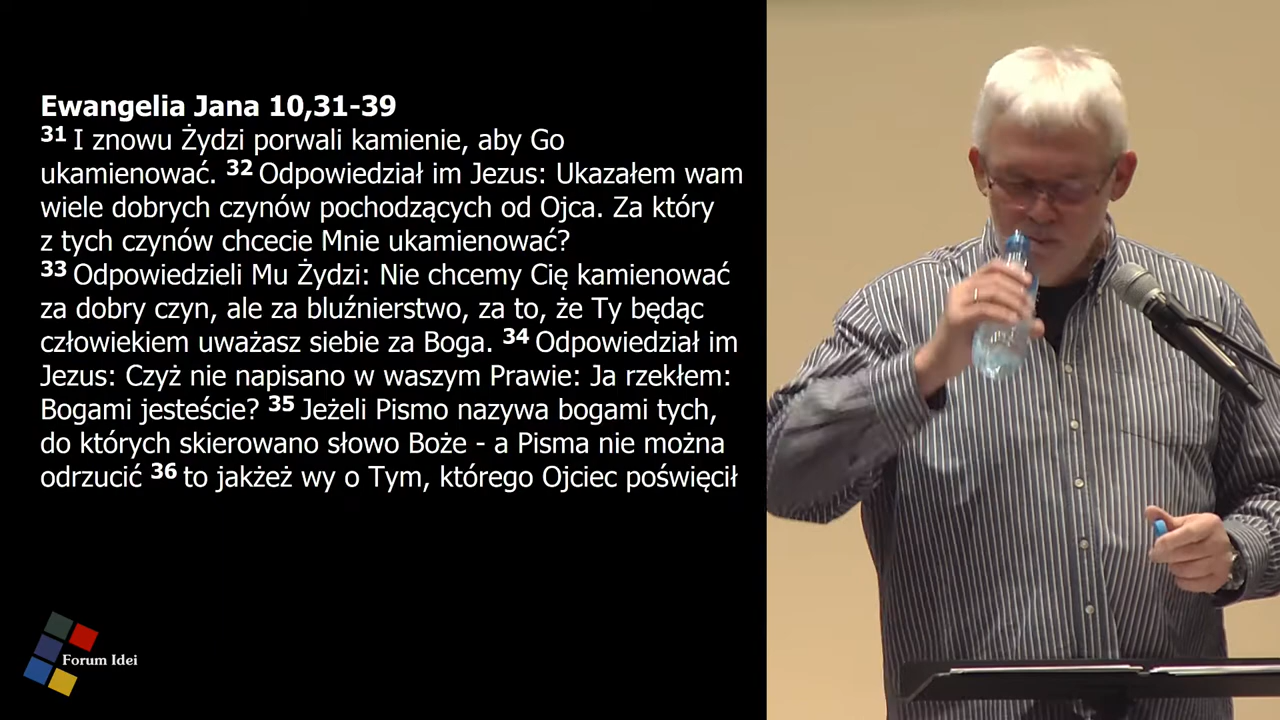 Ewangelia Jana 10,31-39
31 I znowu Żydzi porwali kamienie, aby Go
ukamienować. 32 Odpowiedział im Jezus: Ukazałem wam
wiele dobrych czynów pochodzących od Ojca. Za który
z tych czynów chcecie Mnie ukamienować?
33 Odpowiedzieli Mu Żydzi: Nie chcemy Cię kamienować
za dobry czyn, ale za bluźnierstwo, za to, że Ty będąc
człowiekiem uważasz siebie za Boga. 34 Odpowiedział im
Jezus: Czyż nie napisano w waszym Prawie: Ja rzekłem:
Bogami jesteście? 35 Jeżeli Pismo nazywa bogami tych,
do których skierowano słowo Boże - a Pisma nie można
odrzucić 36 to jakżeż wy o Tym, którego Ojciec poświęcił
Forum Idei